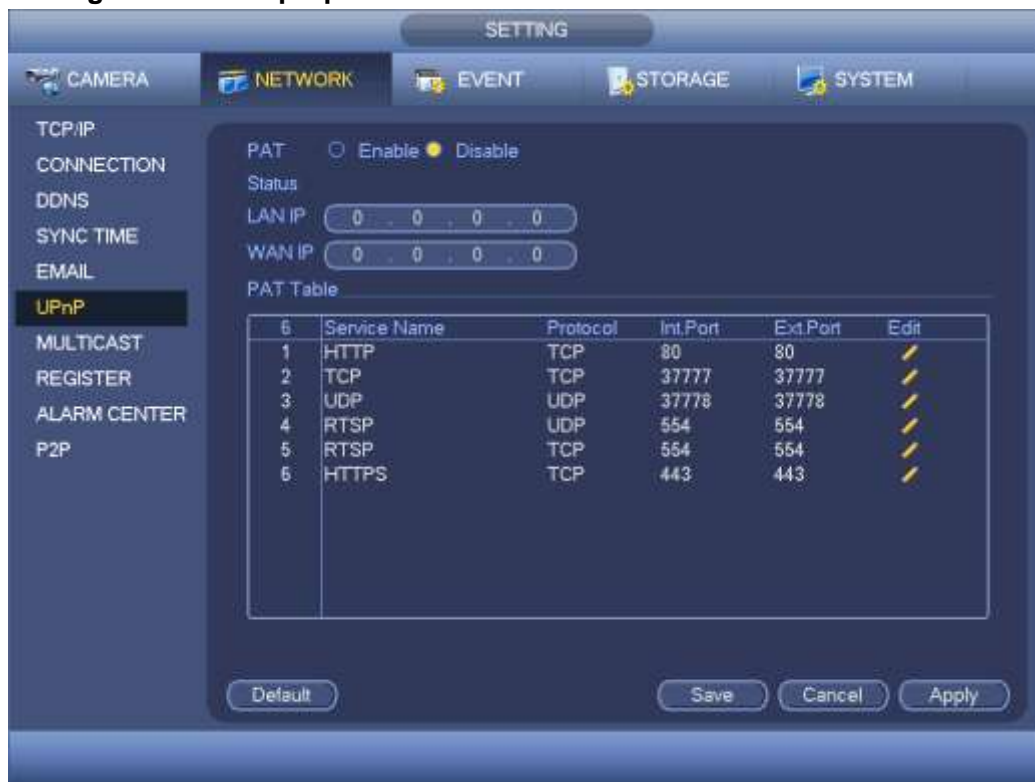 SETTING
CAMERA NETWORK EVENT STORAGE SYSTEM
TCP/IP
CONNECTION
DDNS
SYNC TIME
EMAIL
UPnP
MULTICAST
REGISTER
ALARM CENTER
P2P
PAT Enable Disable
Status
LAN IP 0 . 0 . 0 . 0
WAN IP 0 . 0 . 0 . 0
PAT Table
6 Service Name Protocol Int.Port Ext.Port Edit
1 HTTP TCP 80 80
2 TCP TCP 37777 37777
3 UDP UDP 37778 37778
4 RTSP UDP 554 554
5 RTSP TCP 554 554
6 HTTPS TCP 443 443
Default Save Cancel Apply